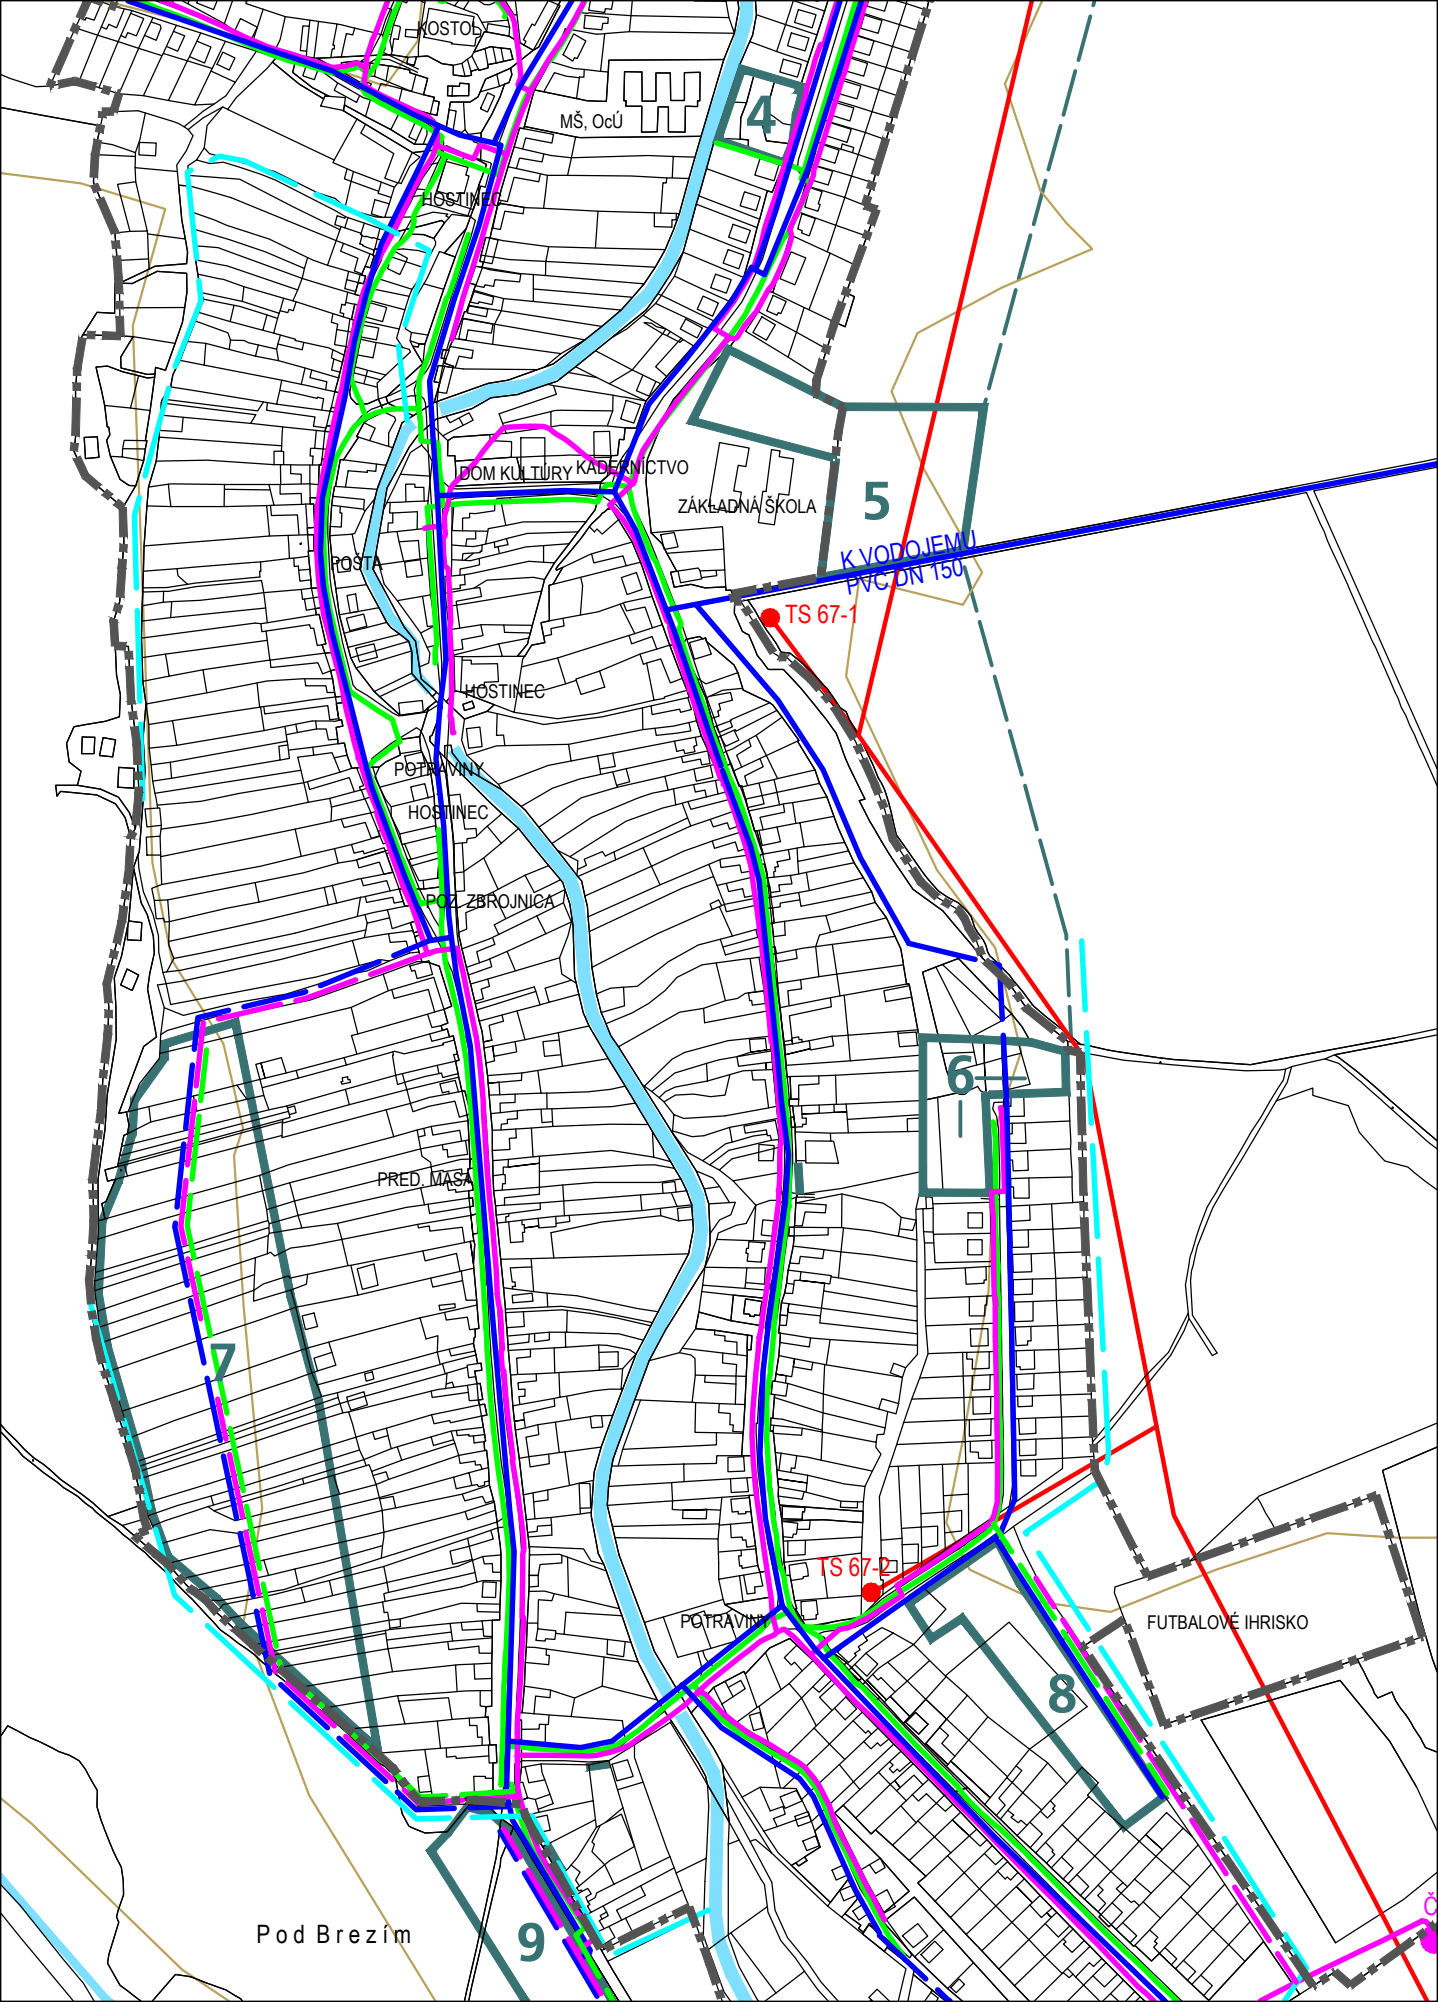 KOSTOL
4
MŠ, OcÚ
HOSTINEC
DOM KULTÚRY
KADERNÍCTVO
ZÁKLADNÁ ŠKOLA
5
K VODOJEMU
PVC DN 150
POŠTA
TS 67-1
HOSTINEC
POTRAVINY
HOSTINEC
POZ. ZBROJNICA
6
PRED. MÄSA
7
TS 67-2
POTRAVINY
FUTBALOVÉ IHRISKO
8
Pod Brezím
9
Č